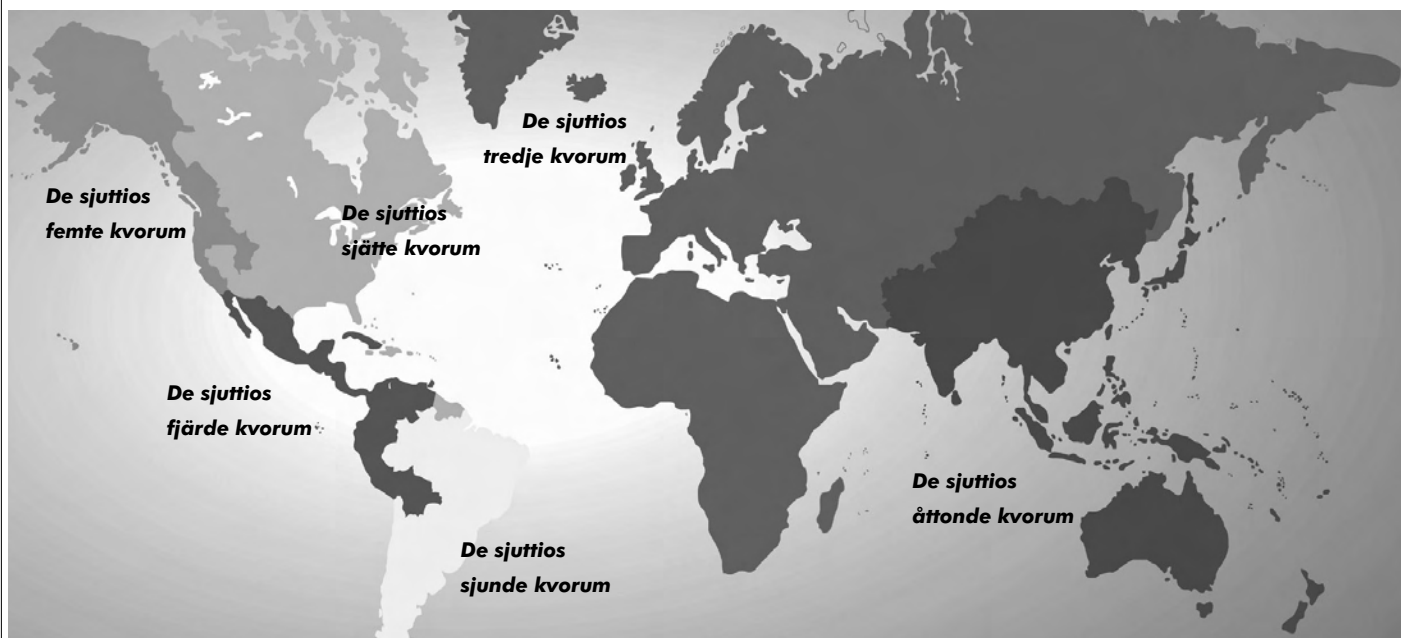 De sjuttios
tredje kvorum
De sjuttios
femte kvorum
De sjuttios
sjätte kvorum
De sjuttios
fjärde kvorum
De sjuttios
åttonde kvorum
De sjuttios
sjunde kvorum